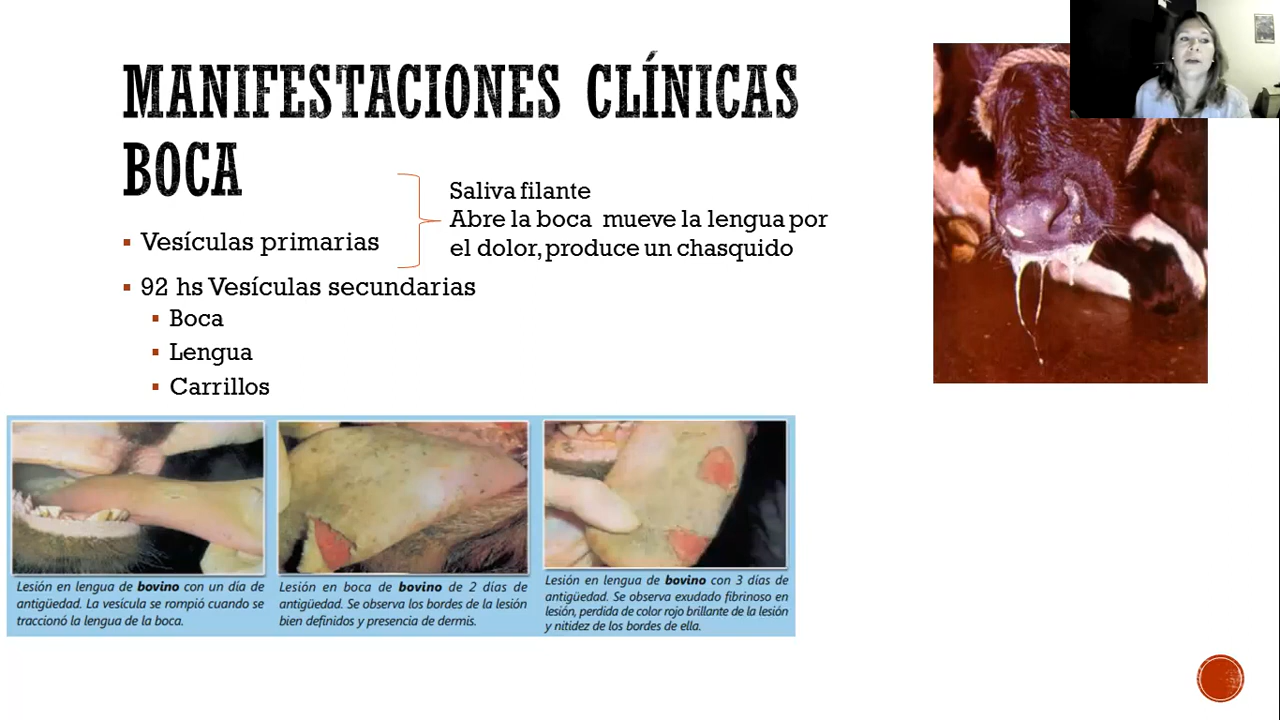 MANIFESTACIONES CLÍNICAS
BOCA
Saliva filante
Abre la boca mueve la lengua por
el dolor, produce un chasquido
▪ Vesículas primarias
▪ 92 hs Vesículas secundarias
▪ Boca
▪ Lengua
▪ Carrillos
Lesión en lengua de bovino con un día de
antigüedad. La vesícula se rompió cuando se
traccionó la lengua de la boca.
Lesión en boca de bovino de 2 días de
antigüedad. Se observa los bordes de la lesión
bien definidos y presencia de dermis.
Lesión en lengua de bovino con 3 días de
antigüedad. Se observa exudado fibrinoso en
lesión, perdida de color rojo brillante de la lesión
y nitidez de los bordes de ella.